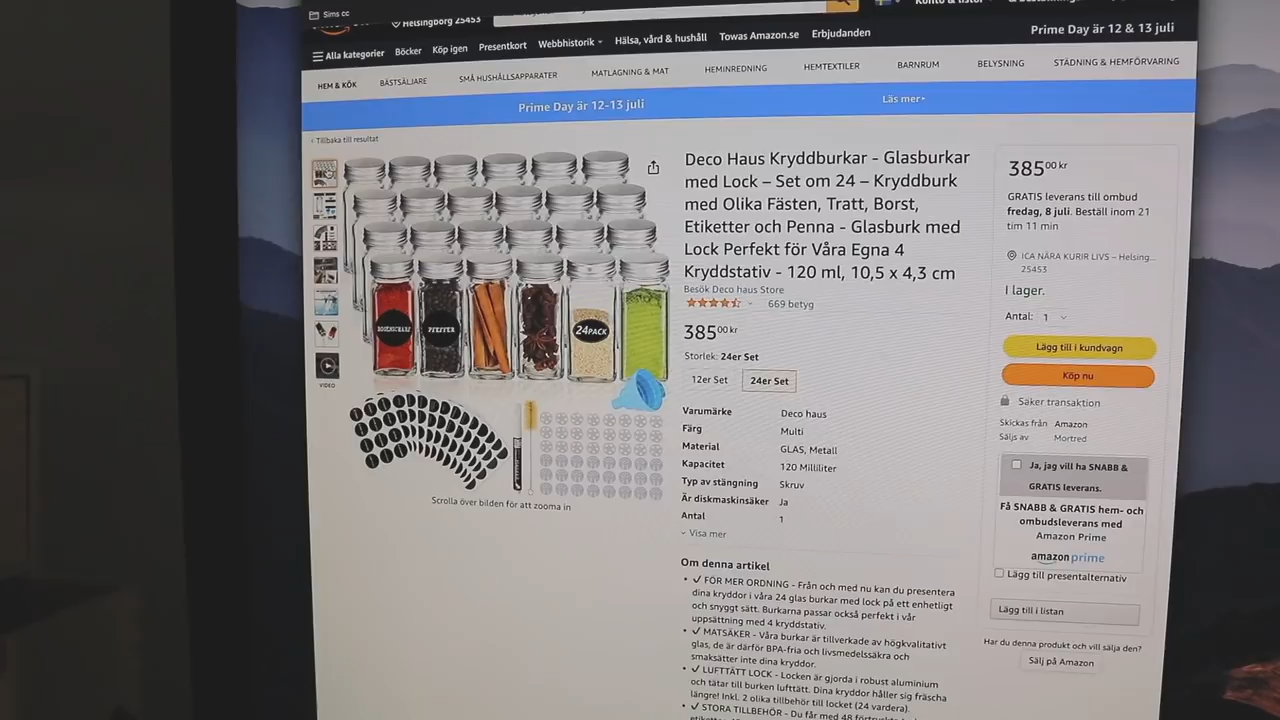 Sims cc
Helsingborg 25453
Alla kategorier Böcker Köp igen Presentkort Webbhistorik Hälsa, vård & hushåll Towas Amazon.se Erbjudanden
Prime Day är 12 & 13 juli
HEM & KÖK BÄSTSÄLJARE SMÅ HUSHÅLLSAPPARATER MATLAGNING & MAT HEMINREDNING HEMTEXTILER BARNRUM BELYSNING STÄDNING & HEMFÖRVARING
Prime Day är 12-13 juli Läs mer
‹ Tillbaka till resultat
PFEFFER
24PACK
VIDEO
Scrolla över bilden för att zooma in
Deco Haus Kryddburkar - Glasburkar
med Lock – Set om 24 – Kryddburk
med Olika Fästen, Tratt, Borst,
Etiketter och Penna - Glasburk med
Lock Perfekt för Våra Egna 4
Kryddstativ - 120 ml, 10,5 x 4,3 cm
Besök Deco haus Store
669 betyg
385 00 kr
Storlek: 24er Set
12er Set 24er Set
Varumärke Deco haus
Färg Multi
Material GLAS, Metall
Kapacitet 120 Milliliter
Typ av stängning Skruv
Är diskmaskinsäker Ja
Antal 1
Visa mer
Om denna artikel
• ✓ FÖR MER ORDNING - Från och med nu kan du presentera
dina kryddor i våra 24 glas burkar med lock på ett enhetligt
och snyggt sätt. Burkarna passar också perfekt i vår
uppsättning med 4 kryddstativ.
• ✓ MATSÄKER - Våra burkar är tillverkade av högkvalitativt
glas, de är därför BPA-fria och livsmedelssäkra och
smaksätter inte dina kryddor.
• ✓ LUFTTÄTT LOCK - Locken är gjorda i robust aluminium
och tätar till burken lufttätt. Dina kryddor håller sig fräscha
längre! Inkl. 2 olika tillbehör till locket (24 vardera).
• ✓ STORA TILLBEHÖR - Du får med 48
385 00 kr
GRATIS leverans till ombud
fredag, 8 juli. Beställ inom 21
tim 11 min
ICA NÄRA KURIR LIVS – Helsing...
25453
I lager.
Antal: 1
Lägg till i kundvagn
Köp nu
Säker transaktion
Skickas från Amazon
Säljs av Mortred
Ja, jag vill ha SNABB &
GRATIS leverans.
Få SNABB & GRATIS hem- och
ombudsleverans med
Amazon Prime
amazon prime
Lägg till presentalternativ
Lägg till i listan
Har du denna produkt och vill sälja den?
Sälj på Amazon